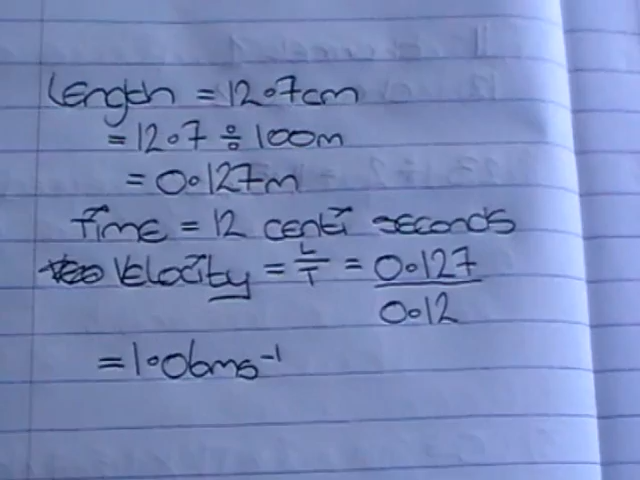 Length = 12.7cm
= 12.7 ÷ 100m
= 0.127m
Time = 12 centi seconds
Velocity = L/T = 0.127/0.12
= 1.06ms⁻¹